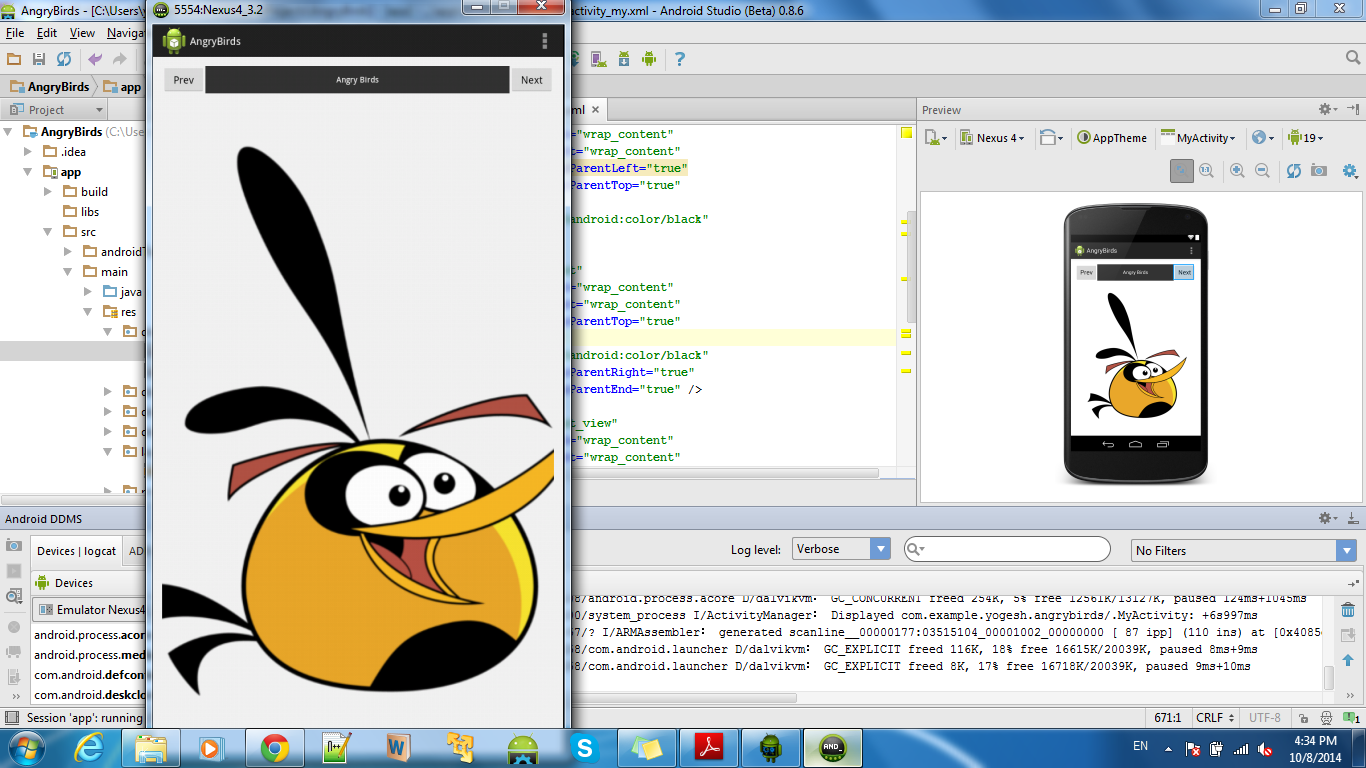 AngryBirds - [C:\Us
5554:Nexus4_3.2
ctivity_my.xml - Android Studio (Beta) 0.8.6
File Edit View Naviga
AngryBirds
Prev Angry Birds Next
?
AngryBirds app
Project
ml
AngryBirds (C:\Use
.idea
app
build
libs
src
androidT
main
java
res
="wrap_content"
t="wrap_content"
ParentLeft="true"
ParentTop="true"
android:color/black"
t"
="wrap_content"
t="wrap_content"
ParentTop="true"
android:color/black"
ParentRight="true"
ParentEnd="true" />
t_view"
="wrap_content"
t="wrap_content"
Preview
Nexus 4 AppTheme MyActivity 19
AngryBirds
Prev Angry Birds Next
Android DDMS
Devices | logcat AD
Log level: Verbose No Filters
Devices
Emulator Nexus4
android.process.acor
android.process.med
com.android.defcon
com.android.deskclo
8/android.process.acore D/dalvikvm: GC_CONCURRENT freed 254K, 5% free 12561K/13127K, paused 124ms+1045ms
0/system_process I/ActivityManager: Displayed com.example.yogesh.angrybirds/.MyActivity: +6s997ms
7/? I/ARMAssembler: generated scanline__00000177:03515104_00001002_00000000 [ 87 ipp] (110 ins) at [0x4085
8/com.android.launcher D/dalvikvm: GC_EXPLICIT freed 116K, 18% free 16615K/20039K, paused 8ms+9ms
8/com.android.launcher D/dalvikvm: GC_EXPLICIT freed 8K, 17% free 16718K/20039K, paused 9ms+10ms
Session 'app': running
671:1 CRLF UTF-8 1
EN
4:34 PM
10/8/2014